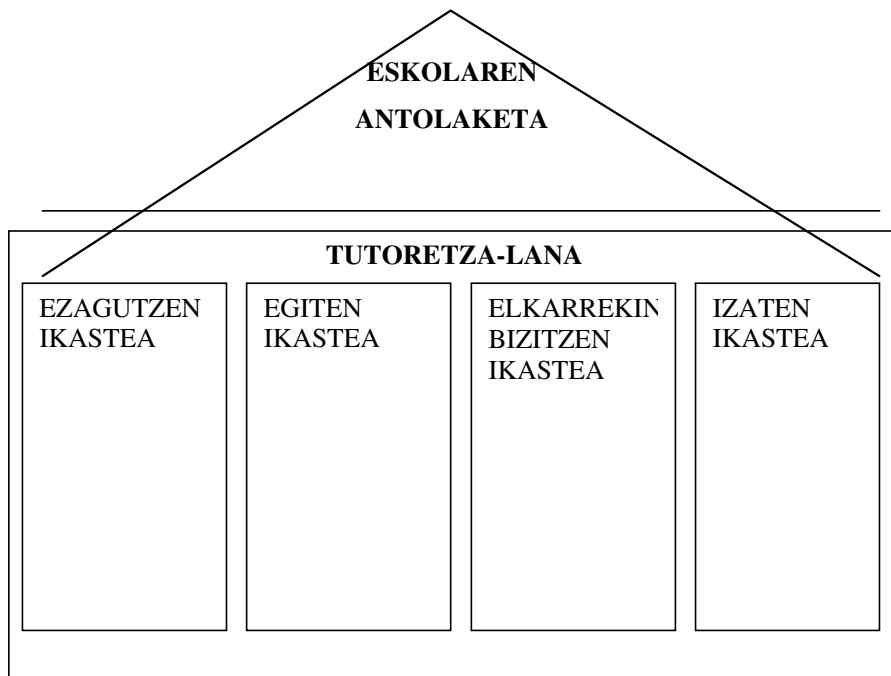 ESKOLAREN
ANTOLAKETA
TUTORETZA-LANA
EZAGUTZEN
IKASTEA
EGITEN
IKASTEA
ELKARREKIN
BIZITZEN
IKASTEA
IZATEN
IKASTEA